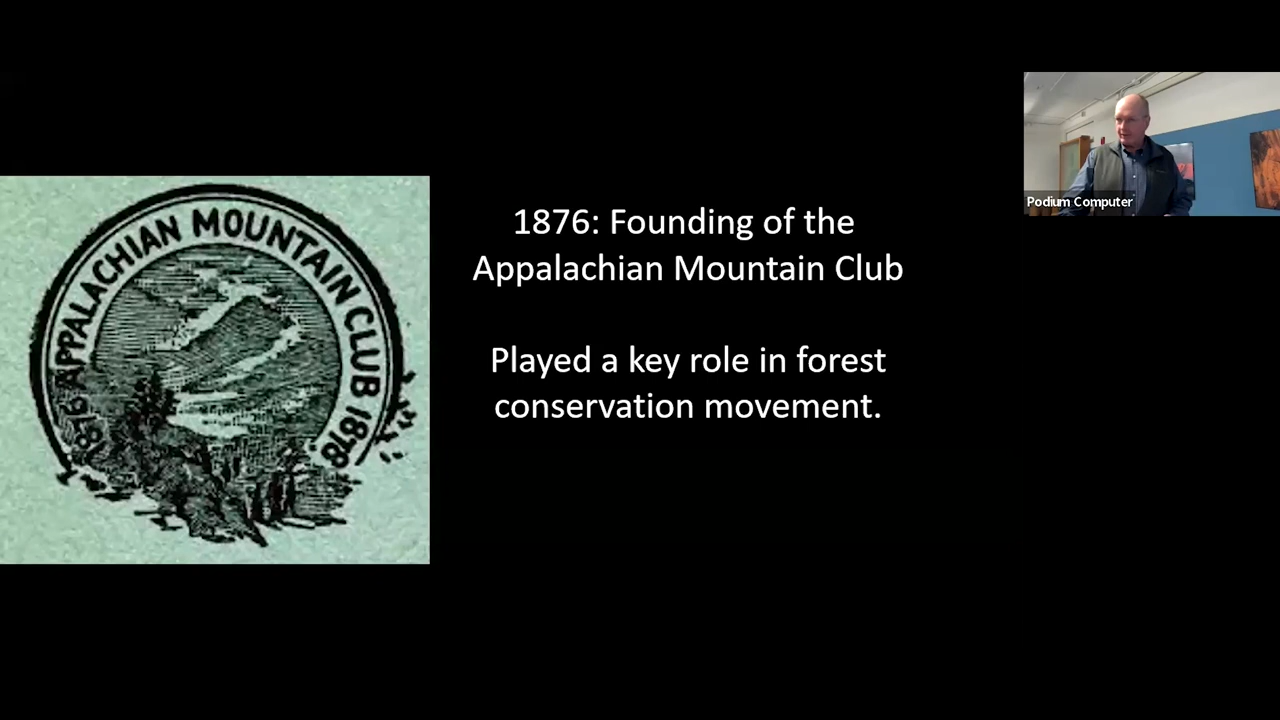 1876 APPALACHIAN MOUNTAIN CLUB 1876
1876: Founding of the
Appalachian Mountain Club
Played a key role in forest
conservation movement.
Podium Computer